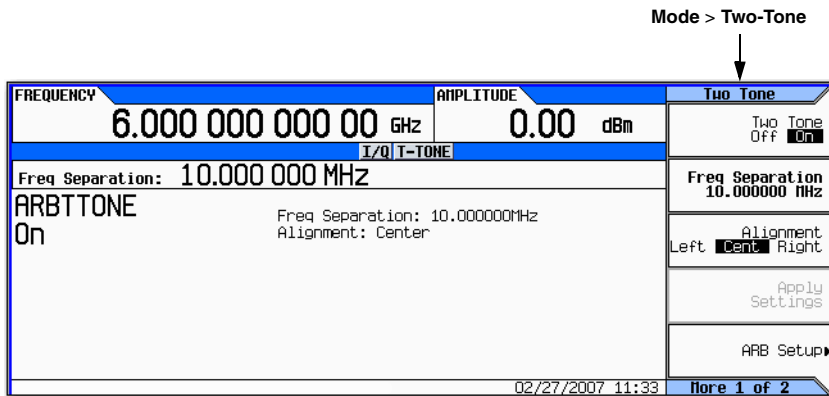 Mode > Two-Tone
FREQUENCY
6.000 000 000 00 GHz
AMPLITUDE
0.00 dBm
I/Q T-TONE
Freq Separation: 10.000 000 MHz
ARBTTONE
On
Freq Separation: 10.000000MHz
Alignment: Center
02/27/2007 11:33
Two Tone
Two Tone
Off On
Freq Separation
10.000000 MHz
Alignment
Left Cent Right
Apply
Settings
ARB Setup
More 1 of 2